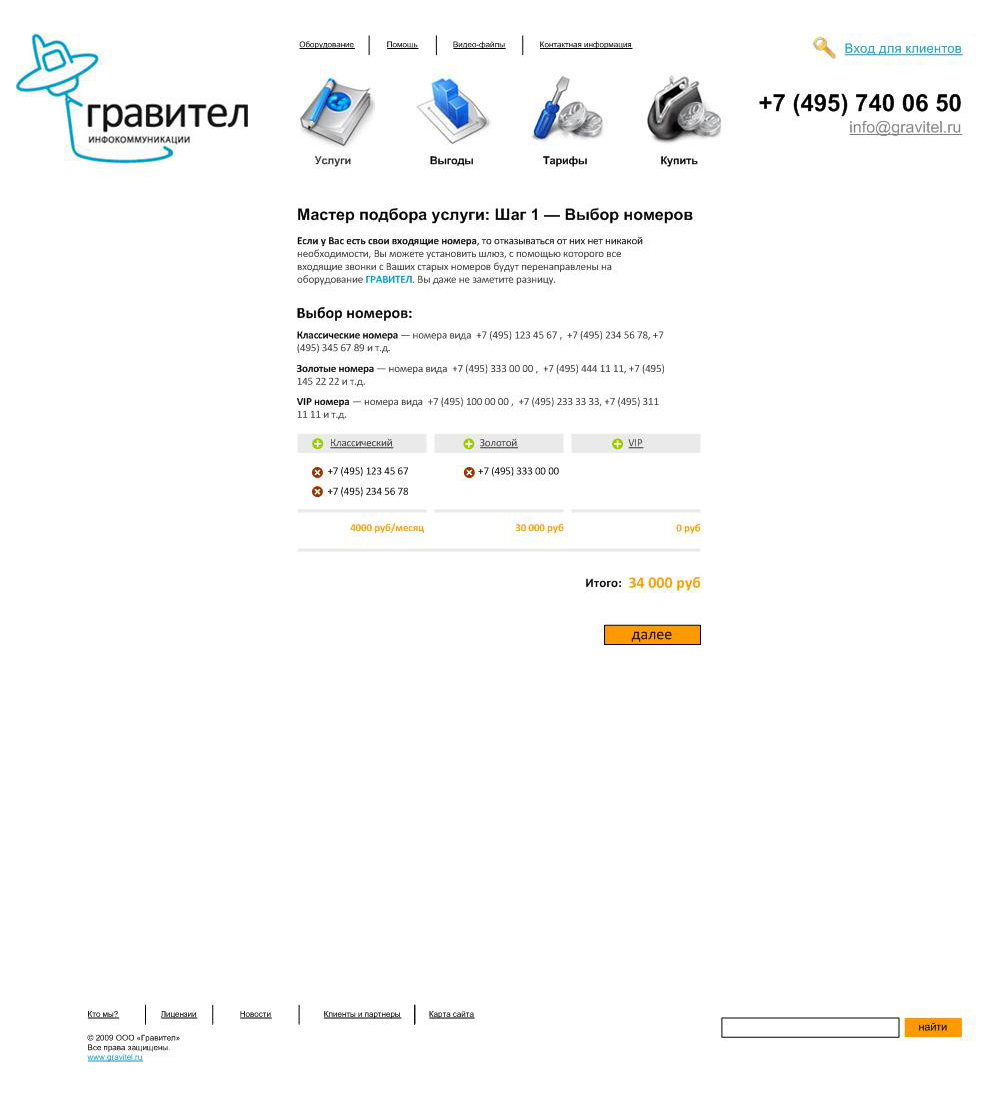 Оборудование
Помощь
Видео-файлы
Контактная информация
Вход для клиентов
гравител
ИНФОКОММУНИКАЦИИ
+7 (495) 740 06 50
info@gravitel.ru
Услуги
Выгоды
Тарифы
Купить
Мастер подбора услуги: Шаг 1 — Выбор номеров
Если у Вас есть свои входящие номера, то отказываться от них нет никакой
необходимости, Вы можете установить шлюз, с помощью которого все
входящие звонки с Ваших старых номеров будут перенаправлены на
оборудование ГРАВИТЕЛ. Вы даже не заметите разницу.
Выбор номеров:
Классические номера — номера вида +7 (495) 123 45 67 , +7 (495) 234 56 78, +7
(495) 345 67 89 и т.д.
Золотые номера — номера вида +7 (495) 333 00 00 , +7 (495) 444 11 11, +7 (495)
145 22 22 и т.д.
VIP номера — номера вида +7 (495) 100 00 00 , +7 (495) 233 33 33, +7 (495) 311
11 11 и т.д.
Классический
Золотой
VIP
+7 (495) 123 45 67
+7 (495) 333 00 00
+7 (495) 234 56 78
4000 руб/месяц
30 000 руб
0 руб
Итого: 34 000 руб
далее
Кто мы?
Лицензии
Новости
Клиенты и партнеры
Карта сайта
найти
© 2009 ООО «Гравител»
Все права защищены.
www.gravitel.ru